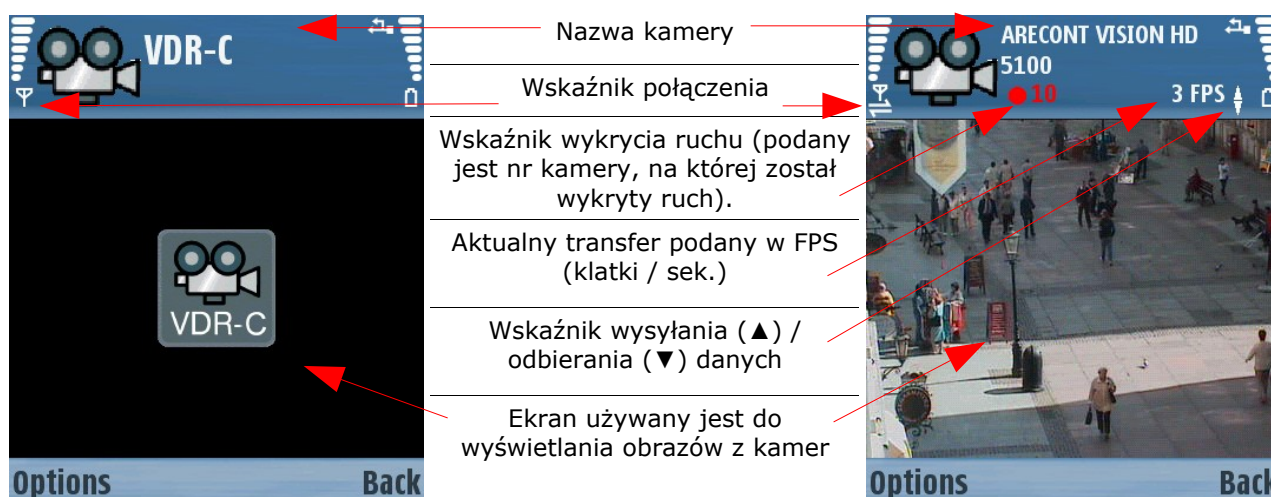 VDR-C
VDR-C
Options
Back
Nazwa kamery
Wskaźnik połączenia
Wskaźnik wykrycia ruchu (podany
jest nr kamery, na której został
wykryty ruch).
Aktualny transfer podany w FPS
(klatki / sek.)
Wskaźnik wysyłania (▲) /
odbierania (▼) danych
Ekran używany jest do
wyświetlania obrazów z kamer
ARECONT VISION HD
5100
10
3 FPS
Options
Back